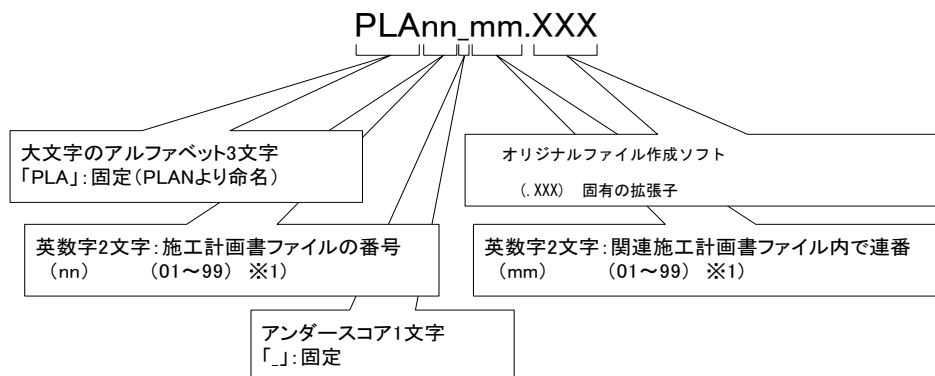 PLAnn_mm.XXX
大文字のアルファベット3文字
「PLA」:固定(PLANより命名)
オリジナルファイル作成ソフト
(.XXX) 固有の拡張子
英数字2文字:施工計画書ファイルの番号
(nn) (01~99) ※1)
英数字2文字:関連施工計画書ファイル内で連番
(mm) (01~99) ※1)
アンダースコア1文字
「_」:固定